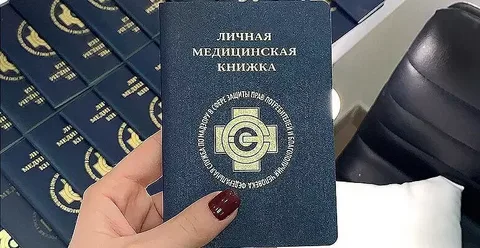 ЛИЧНАЯ
МЕДИЦИНСКАЯ
КНИЖКА
ФЕДЕРАЛЬНАЯ СЛУЖБА ПО НАДЗОРУ В СФЕРЕ ЗАЩИТЫ ПРАВ ПОТРЕБИТЕЛЕЙ И БЛАГОПОЛУЧИЯ ЧЕЛОВЕКА